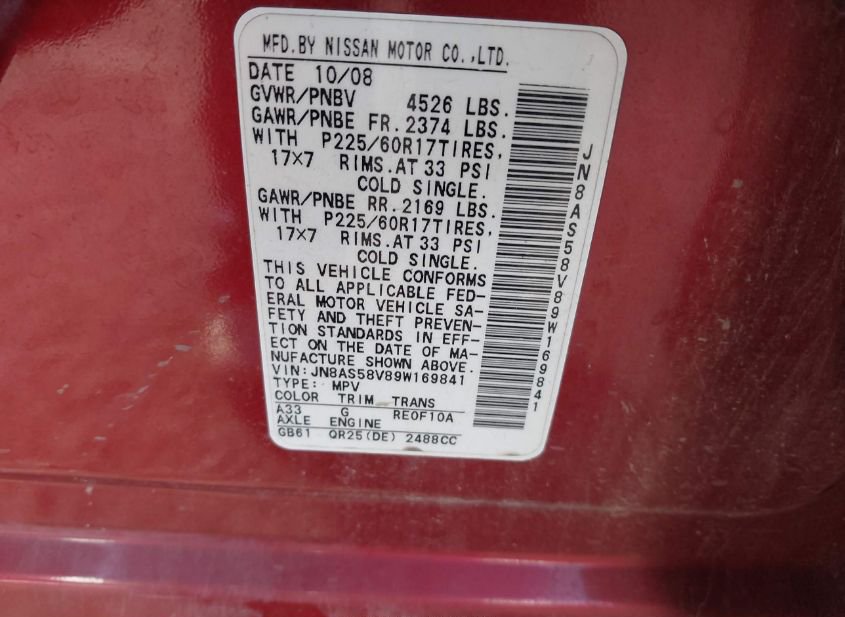 MFD.BY NISSAN MOTOR CO.,LTD.
DATE 10/08
GVWR/PNBV 4526 LBS.
GAWR/PNBE FR.2374 LBS.
WITH P225/60R17TIRES,
17×7 RIMS.AT 33 PSI
COLD SINGLE.
GAWR/PNBE RR.2169 LBS.
WITH P225/60R17TIRES,
17×7 RIMS.AT 33 PSI
COLD SINGLE.
THIS VEHICLE CONFORMS
TO ALL APPLICABLE FED-
ERAL MOTOR VEHICLE SA-
FETY AND THEFT PREVEN-
TION STANDARDS IN EFF-
ECT ON THE DATE OF MA-
NUFACTURE SHOWN ABOVE.
VIN:JN8AS58V89W169841
TYPE: MPV
COLOR TRIM TRANS
A33 G RE0F10A
AXLE ENGINE
GB61 QR25(DE) 2488CC
JN8AS58V89W169841